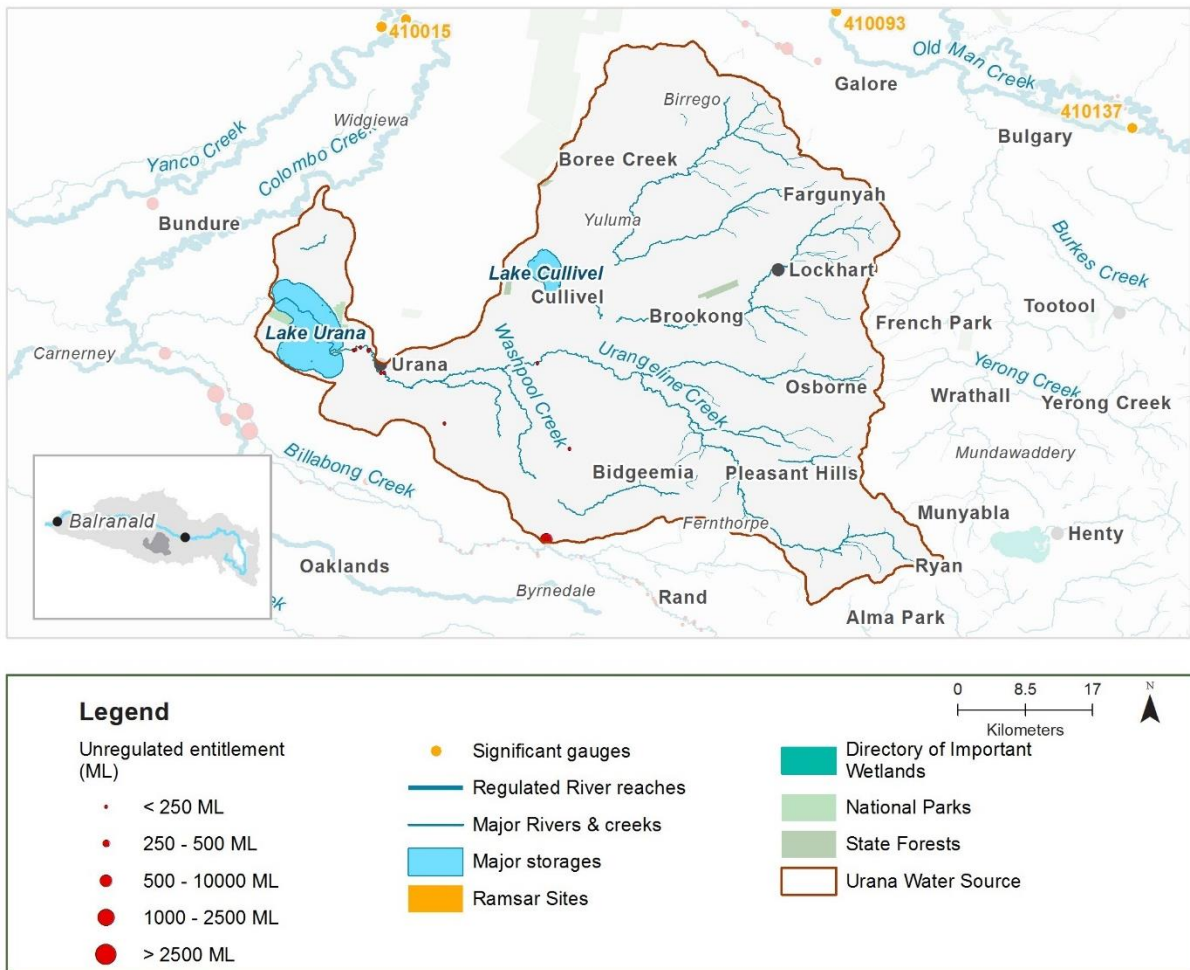 410015
410093
Old Man Creek
Galore
Birrego
410137
Widgiewa
Bulgary
Yanco Creek
Colombo Creek
Boree Creek
Fargunyah
Bundure
Yuluma
Burkes Creek
Lake Cullivel
Lockhart
Cullivel
Tootool
Brookong
French Park
Lake Urana
Carnerney
Urana
Washpool Creek
Urangeline Creek
Osborne
Yerong Creek
Wrathall
Yerong Creek
Mundawaddery
Billabong Creek
Bidgeemia
Pleasant Hills
Munyabla
Fernthorpe
Henty
Balranald
Oaklands
Ryan
Byrnedale
Rand
Alma Park
ek
0 8.5 17
Kilometers
N
Legend
Unregulated entitlement
(ML)
< 250 ML
250 - 500 ML
500 - 10000 ML
1000 - 2500 ML
> 2500 ML
Significant gauges
Regulated River reaches
Major Rivers & creeks
Major storages
Ramsar Sites
Directory of Important
Wetlands
National Parks
State Forests
Urana Water Source